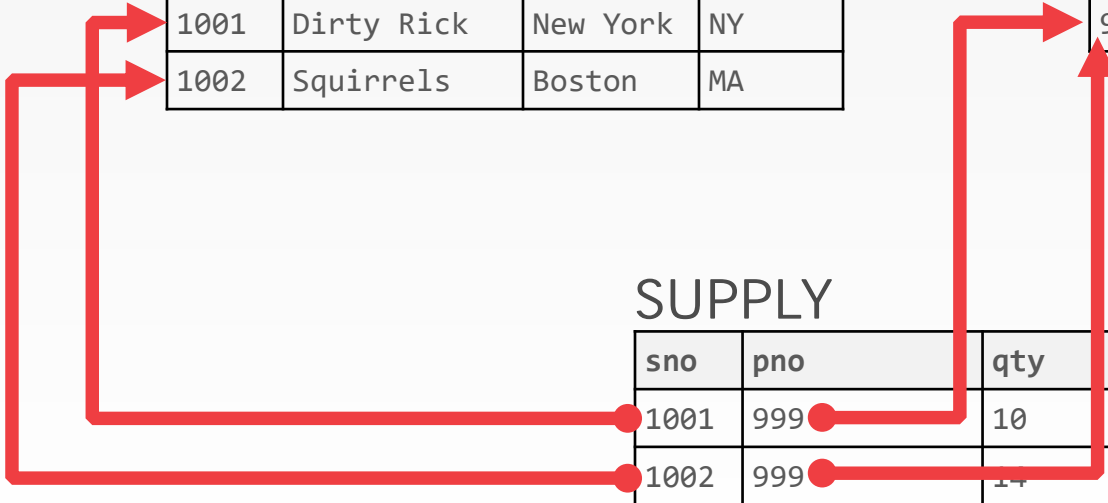 1001 Dirty Rick New York NY
1002 Squirrels Boston MA
SUPPLY
sno pno qty
1001 999 10
1002 999 14